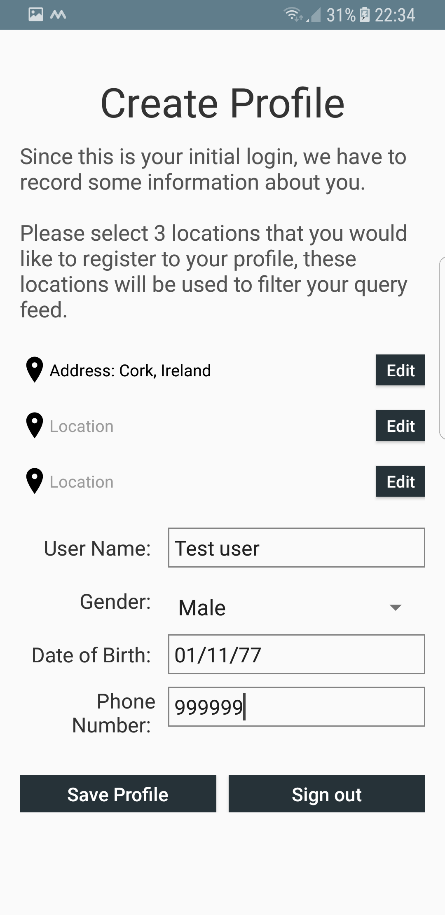 31% 22:34
Create Profile
Since this is your initial login, we have to
record some information about you.
Please select 3 locations that you would
like to register to your profile, these
locations will be used to filter your query
feed.
Address: Cork, Ireland Edit
Location Edit
Location Edit
User Name: Test user
Gender: Male
Date of Birth: 01/11/77
Phone
Number: 999999
Save Profile Sign out